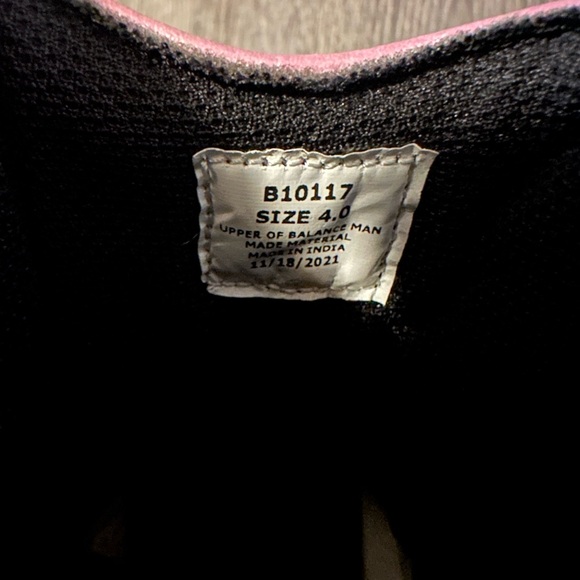 B10117
SIZE 4.0
UPPER OF BALANCE MAN
MADE MATERIAL
MADE IN INDIA
11/18/2021